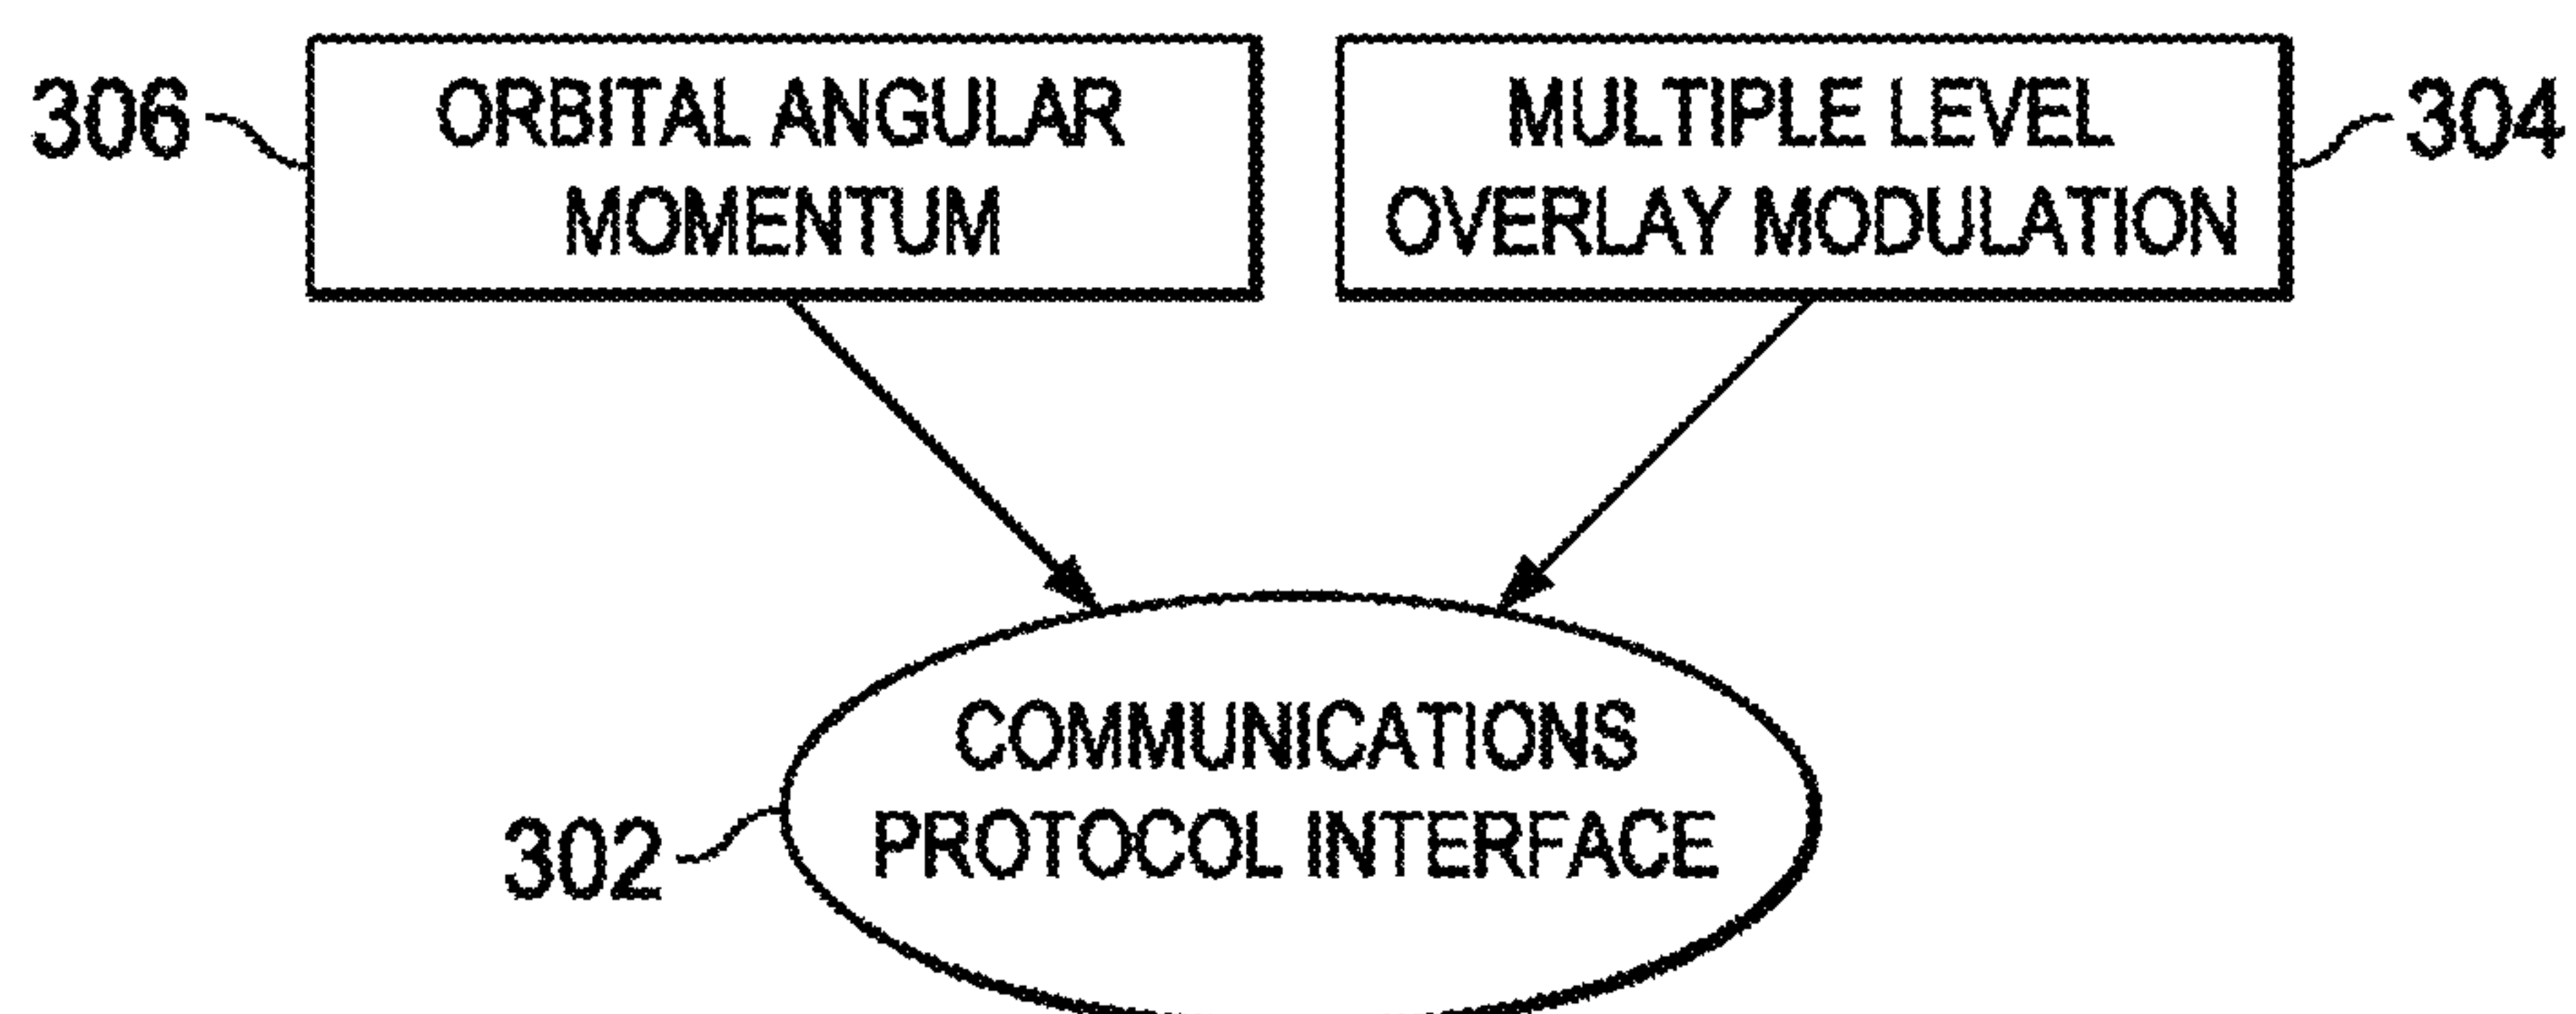 306
ORBITAL ANGULAR
MOMENTUM
MULTIPLE LEVEL
OVERLAY MODULATION
304
COMMUNICATIONS
PROTOCOL INTERFACE
302